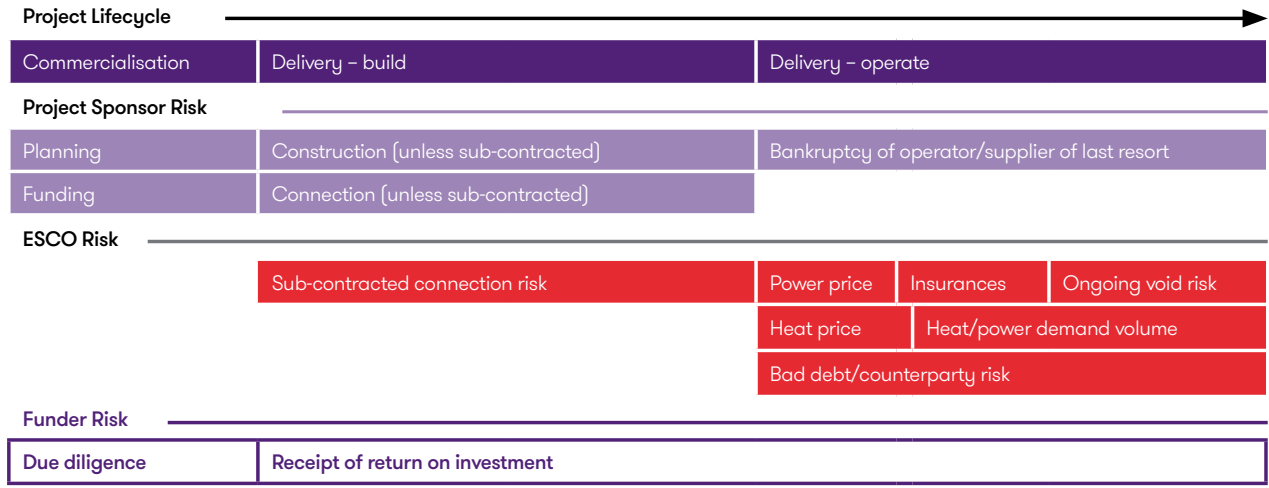 Project Lifecycle
Commercialisation Delivery – build Delivery – operate
Project Sponsor Risk
Planning Construction (unless sub-contracted) Bankruptcy of operator/supplier of last resort
Funding Connection (unless sub-contracted)
ESCO Risk
Sub-contracted connection risk Power price Insurances Ongoing void risk
Heat price Heat/power demand volume
Bad debt/counterparty risk
Funder Risk
Due diligence Receipt of return on investment